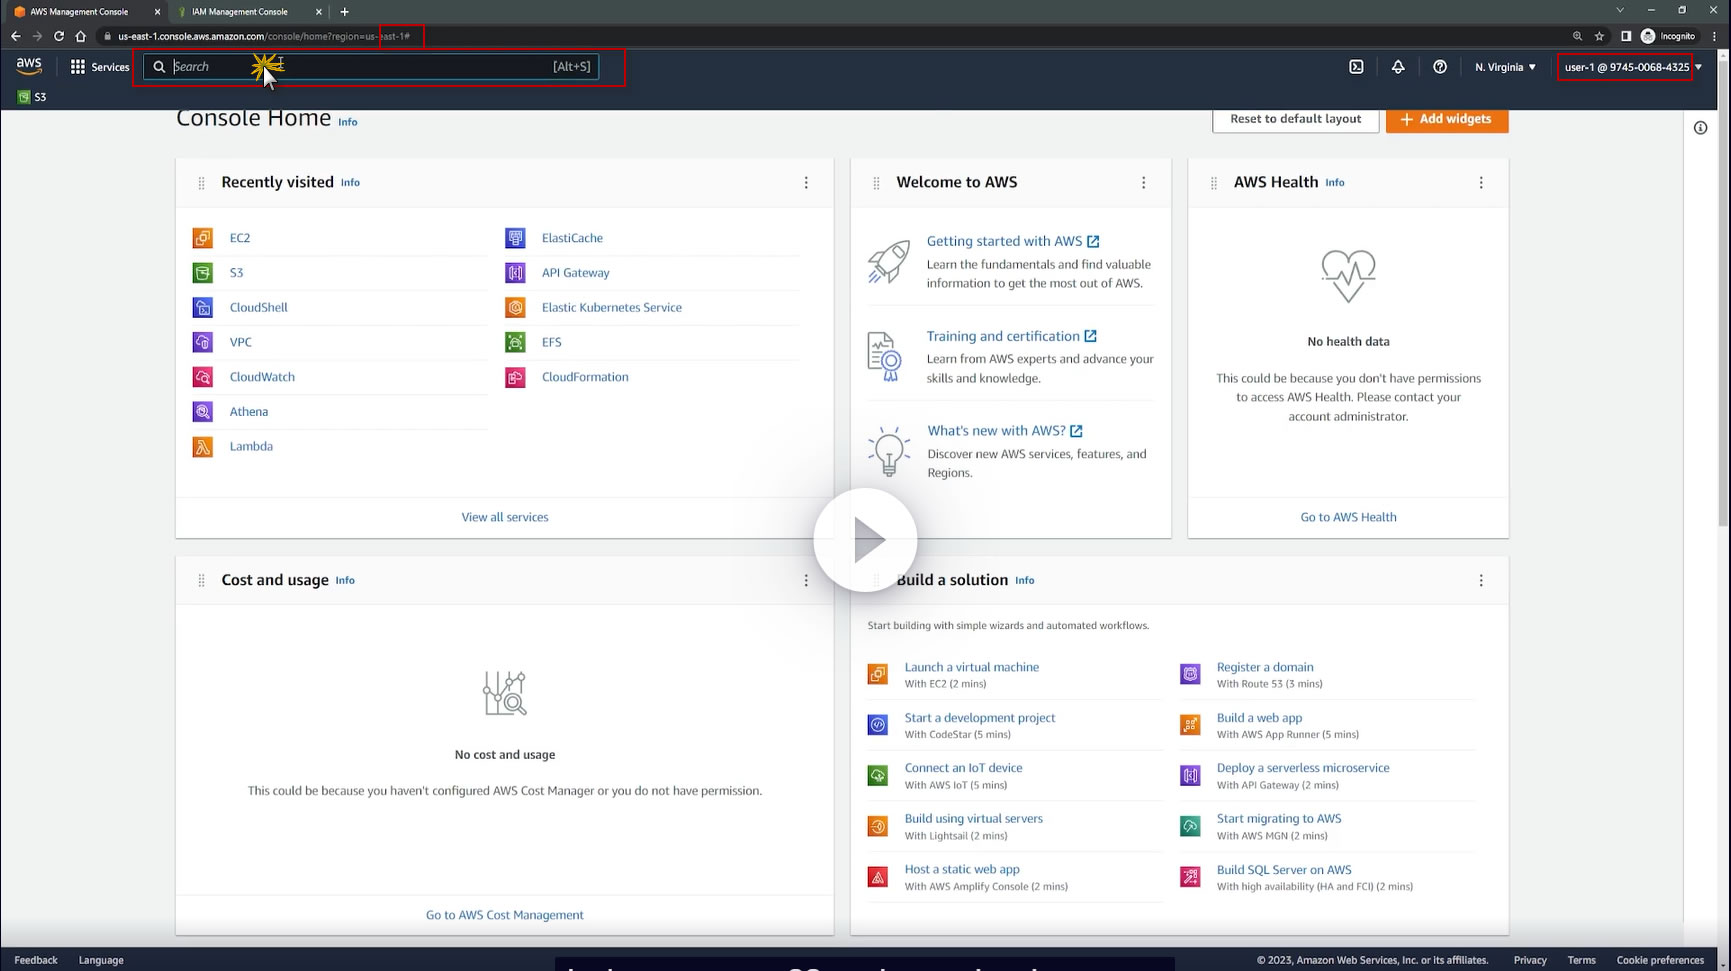 AWS Management Console
IAM Management Console
us-east-1.console.aws.amazon.com/console/home?region=us-east-1#
Incognito
aws
Services
Search
[Alt+S]
N. Virginia
user-1 @ 9745-0068-4325
S3
Console Home Info
Reset to default layout
+ Add widgets
Recently visited Info
EC2
S3
CloudShell
VPC
CloudWatch
Athena
Lambda
ElastiCache
API Gateway
Elastic Kubernetes Service
EFS
CloudFormation
View all services
Welcome to AWS
Getting started with AWS
Learn the fundamentals and find valuable
information to get the most out of AWS.
Training and certification
Learn from AWS experts and advance your
skills and knowledge.
What's new with AWS?
Discover new AWS services, features, and
Regions.
AWS Health Info
No health data
This could be because you don't have permissions
to access AWS Health. Please contact your
account administrator.
Go to AWS Health
Cost and usage Info
No cost and usage
This could be because you haven't configured AWS Cost Manager or you do not have permission.
Go to AWS Cost Management
Build a solution Info
Start building with simple wizards and automated workflows.
Launch a virtual machine
With EC2 (2 mins)
Start a development project
With CodeStar (5 mins)
Connect an IoT device
With AWS IoT (5 mins)
Build using virtual servers
With Lightsail (2 mins)
Host a static web app
With AWS Amplify Console (2 mins)
Register a domain
With Route 53 (3 mins)
Build a web app
With AWS App Runner (5 mins)
Deploy a serverless microservice
With API Gateway (2 mins)
Start migrating to AWS
With AWS MGN (2 mins)
Build SQL Server on AWS
With high availability (HA and FCI) (2 mins)
Feedback
Language
© 2023, Amazon Web Services, Inc. or its affiliates.
Privacy
Terms
Cookie preferences